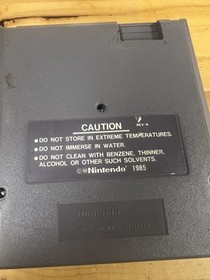 CAUTION
REV-A
●DO NOT STORE IN EXTREME TEMPERATURES.
●DO NOT IMMERSE IN WATER.
●DO NOT CLEAN WITH BENZENE, THINNER,
ALCOHOL OR OTHER SUCH SOLVENTS.
©™Nintendo® 1985
Nintendo